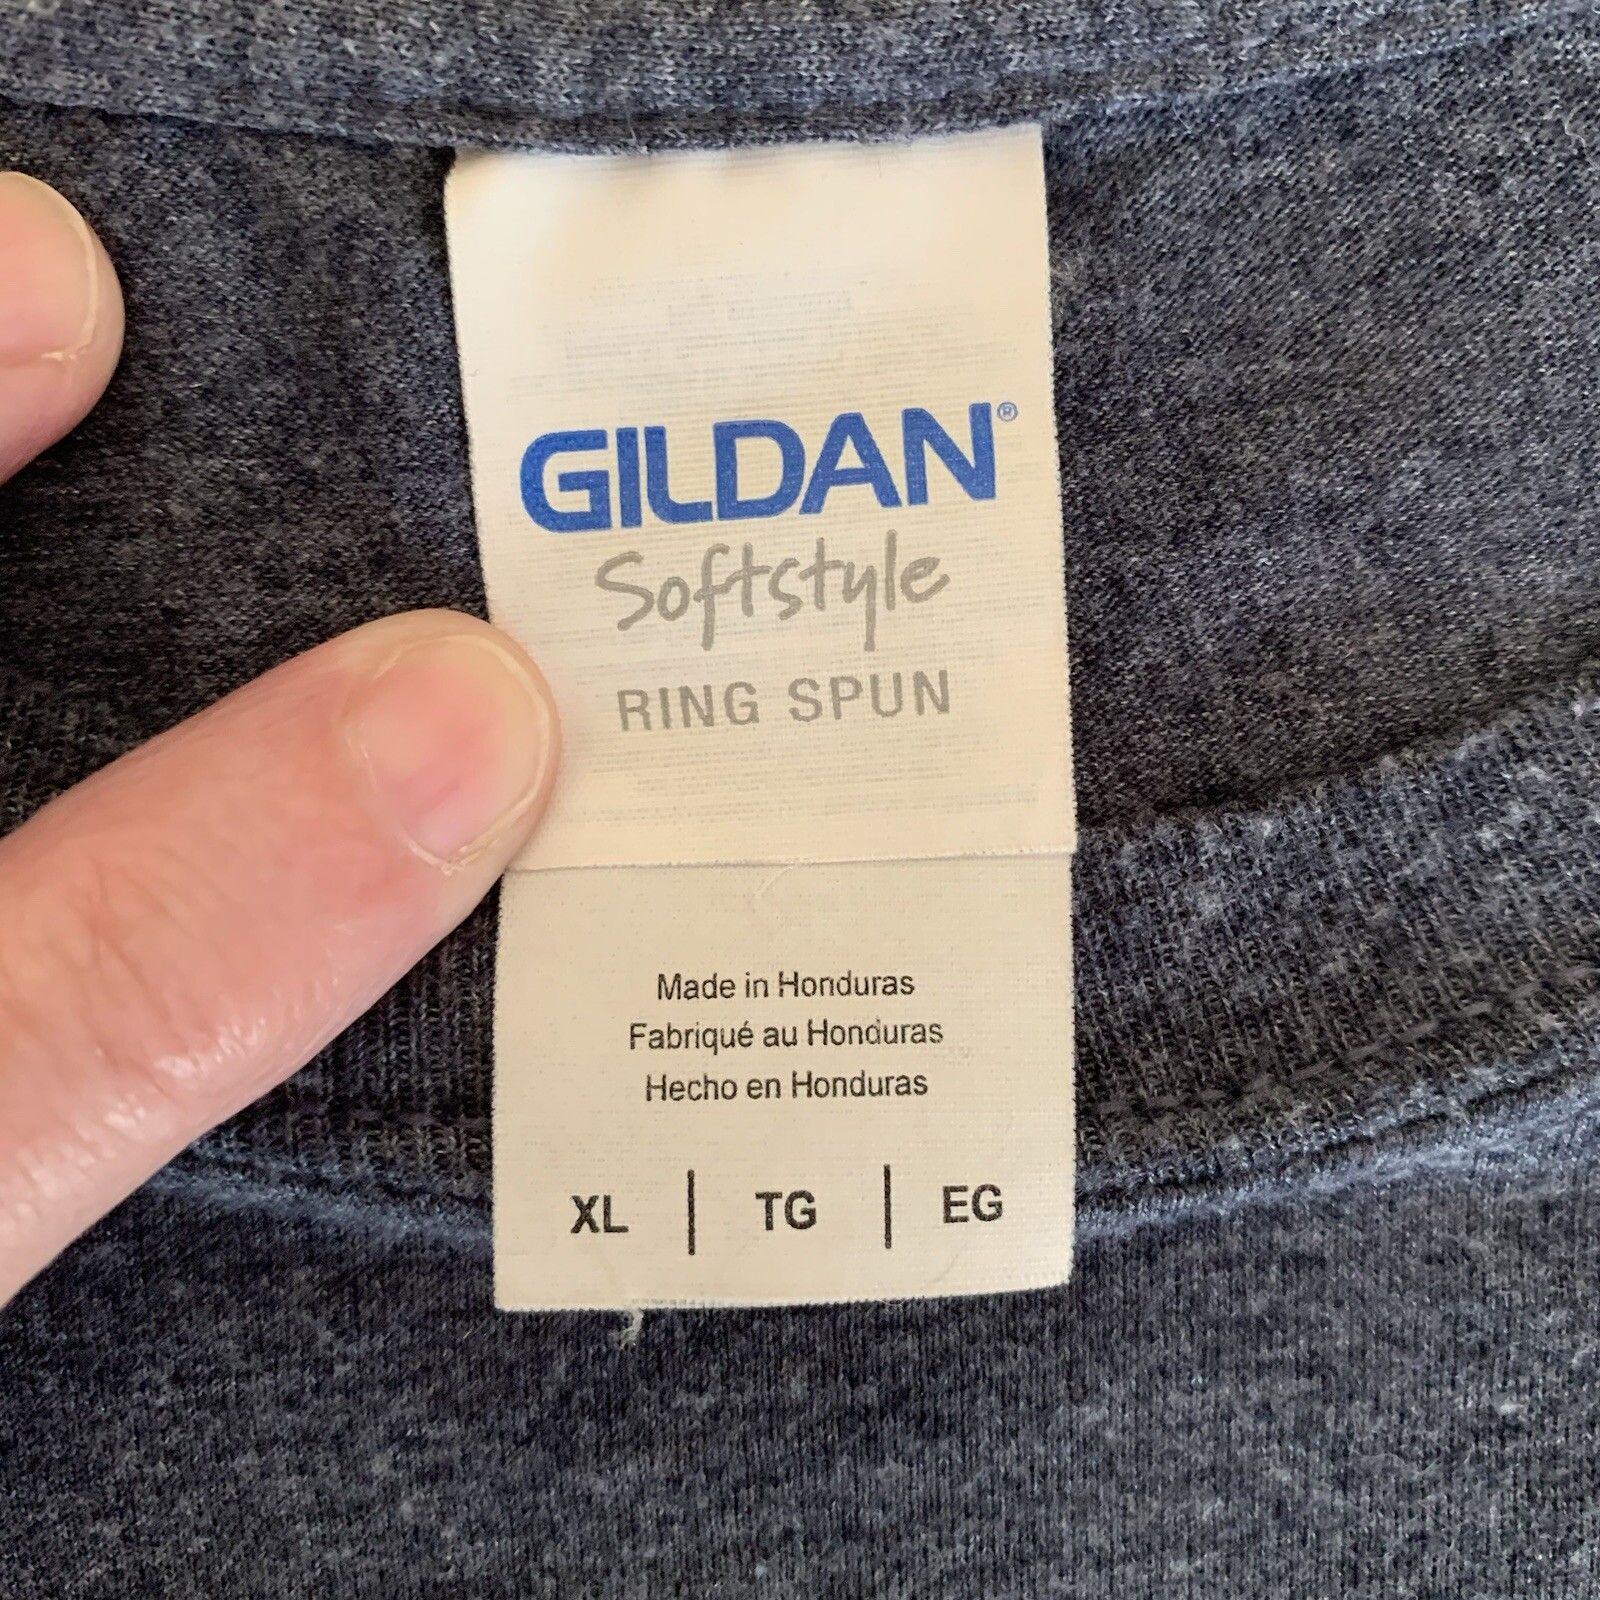 GILDAN®
Softstyle
RING SPUN
Made in Honduras
Fabriqué au Honduras
Hecho en Honduras
XL | TG | EG